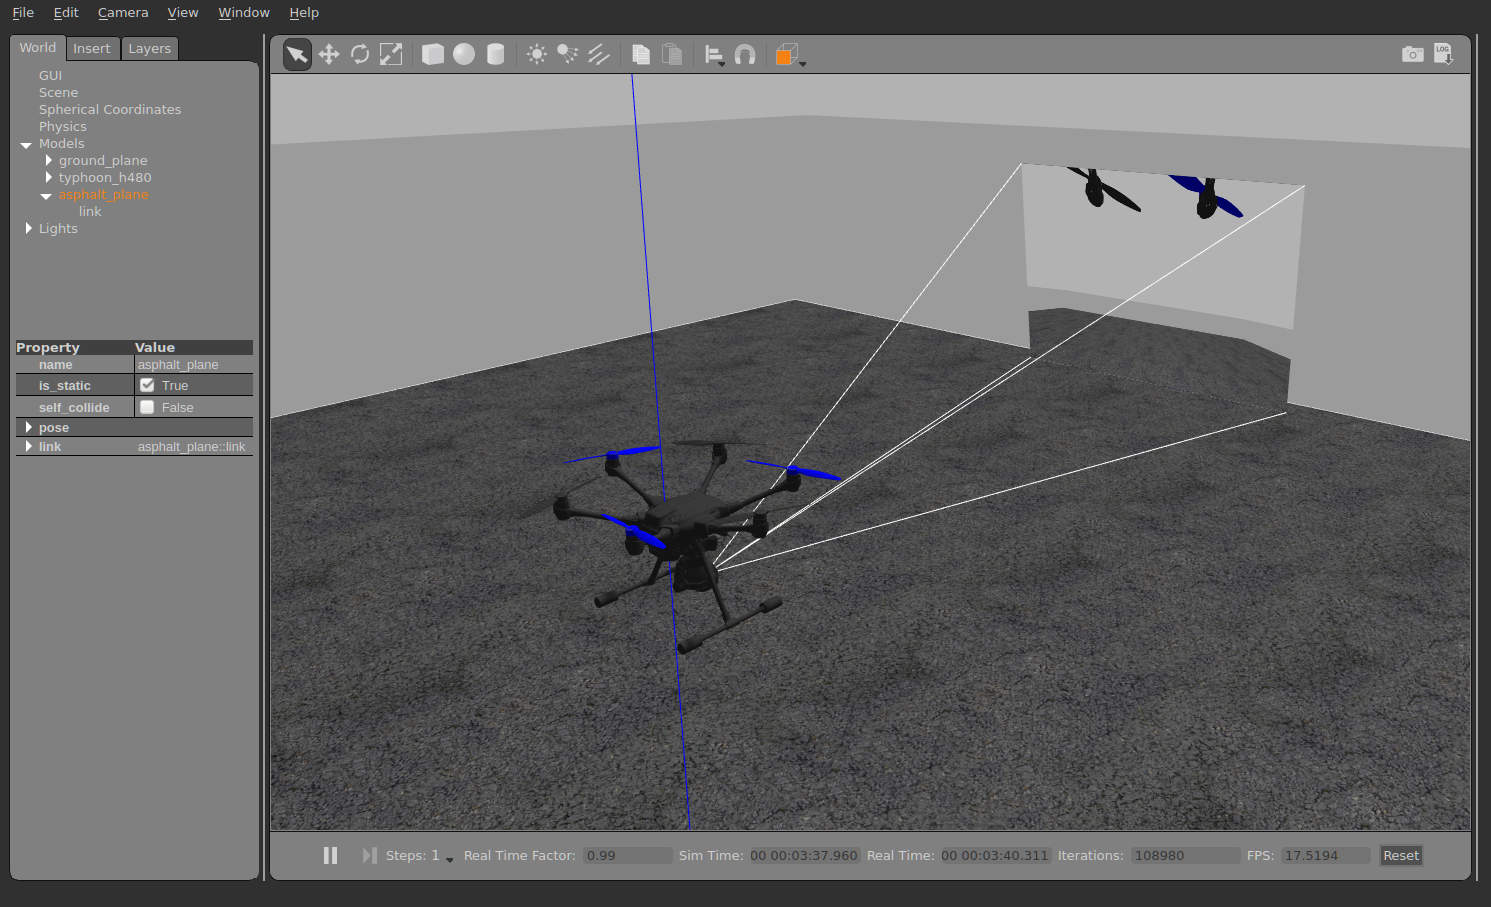 File Edit Camera View Window Help
World Insert Layers
GUI
Scene
Spherical Coordinates
Physics
Models
ground_plane
typhoon_h480
asphalt_plane
link
Lights
Property Value
name asphalt_plane
is_static True
self_collide False
pose
link asphalt_plane::link
LOG
Steps: 1 Real Time Factor: 0.99 Sim Time: 00 00:03:37.960 Real Time: 00 00:03:40.311 Iterations: 108980 FPS: 17.5194 Reset